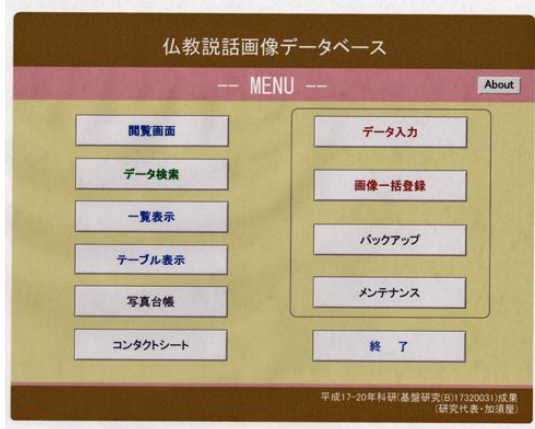 仏教説話画像データベース
-- MENU --
About
閲覧画面
データ検索
一覧表示
テーブル表示
写真台帳
コンタクトシート
データ入力
画像一括登録
バックアップ
メンテナンス
終 了
平成17-20年科研(基盤研究(B)17320031)成果
(研究代表・加須屋)